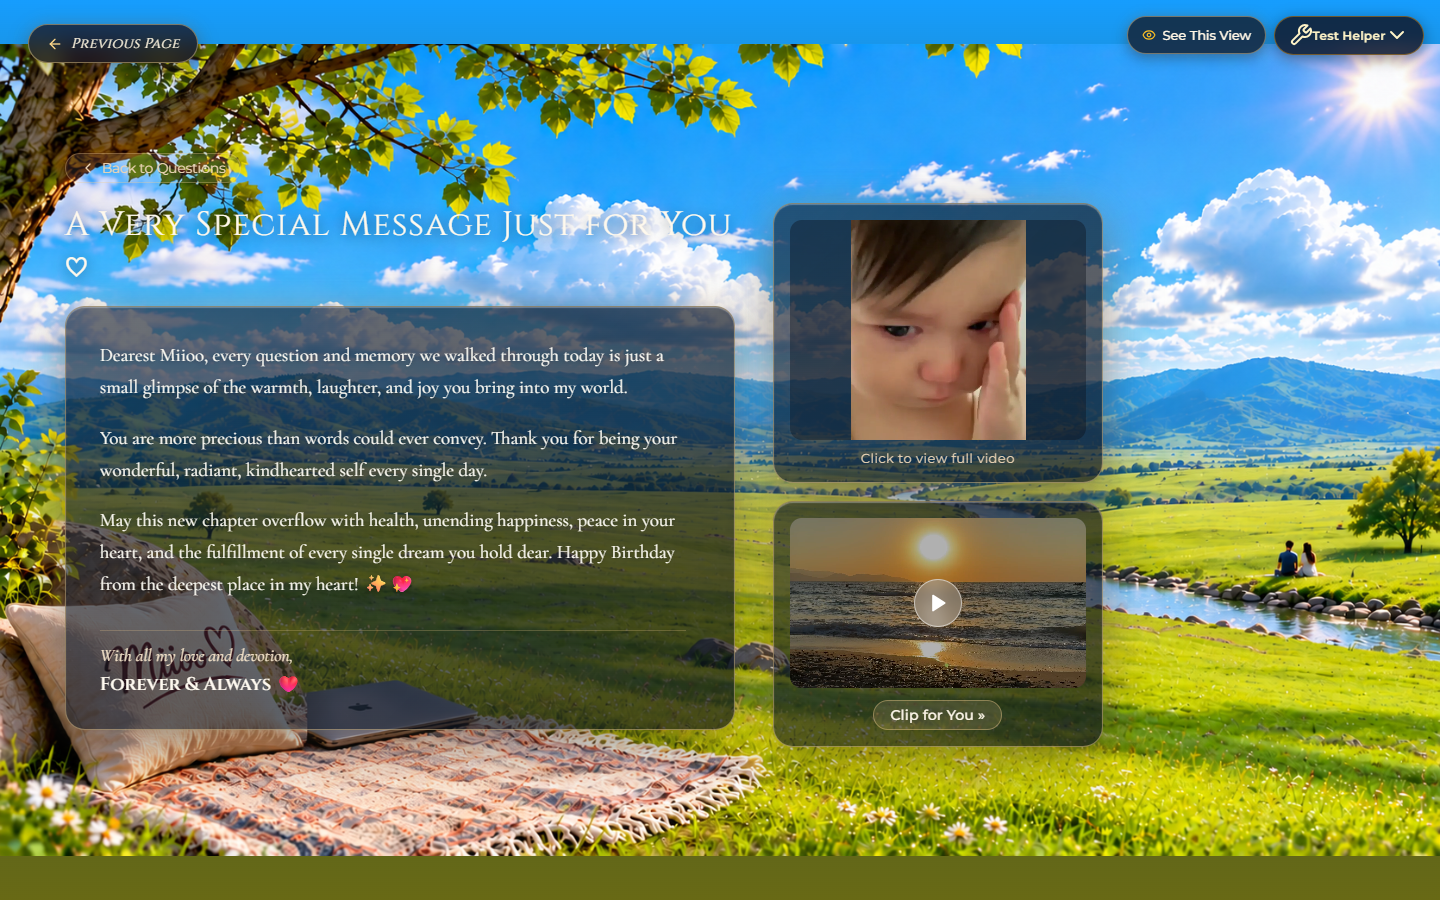 Previous Page
See This View
Test Helper
Back to Questions
A Very Special Message Just for You
♡
Dearest Miioo, every question and memory we walked through today is just a
small glimpse of the warmth, laughter, and joy you bring into my world.
You are more precious than words could ever convey. Thank you for being your
wonderful, radiant, kindhearted self every single day.
May this new chapter overflow with health, unending happiness, peace in your
heart, and the fulfillment of every single dream you hold dear. Happy Birthday
from the deepest place in my heart! ✨ 💖
With all my love and devotion,
Forever & Always ❤️
Miioo♡
Click to view full video
Clip for You »